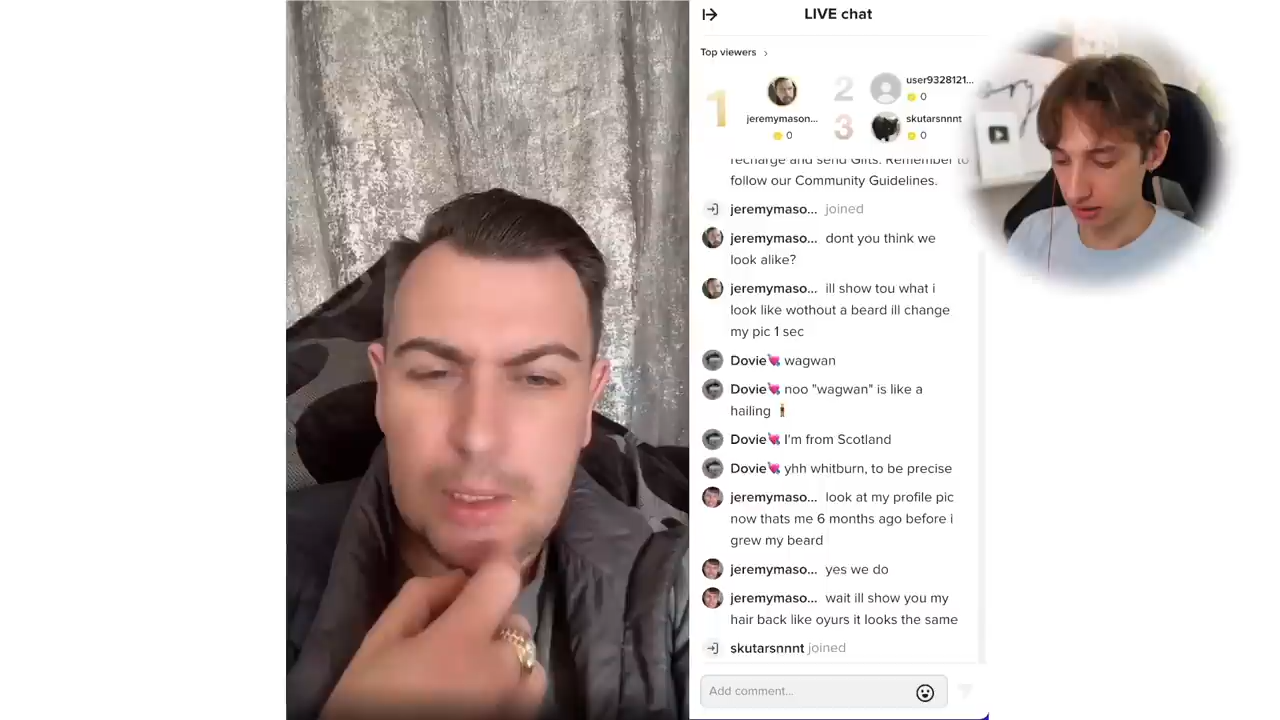 LIVE chat
Top viewers
1
jeremymason...
0
2
user9328121...
0
3
skutarsnnnt
0
recharge and send Gifts. Remember to
follow our Community Guidelines.
jeremymaso... joined
jeremymaso... dont you think we
look alike?
jeremymaso... ill show tou what i
look like wothout a beard ill change
my pic 1 sec
Dovie💘 wagwan
Dovie💘 noo "wagwan" is like a
hailing 🧍
Dovie💘 I'm from Scotland
Dovie💘 yhh whitburn, to be precise
jeremymaso... look at my profile pic
now thats me 6 months ago before i
grew my beard
jeremymaso... yes we do
jeremymaso... wait ill show you my
hair back like oyurs it looks the same
skutarsnnnt joined
Add comment...